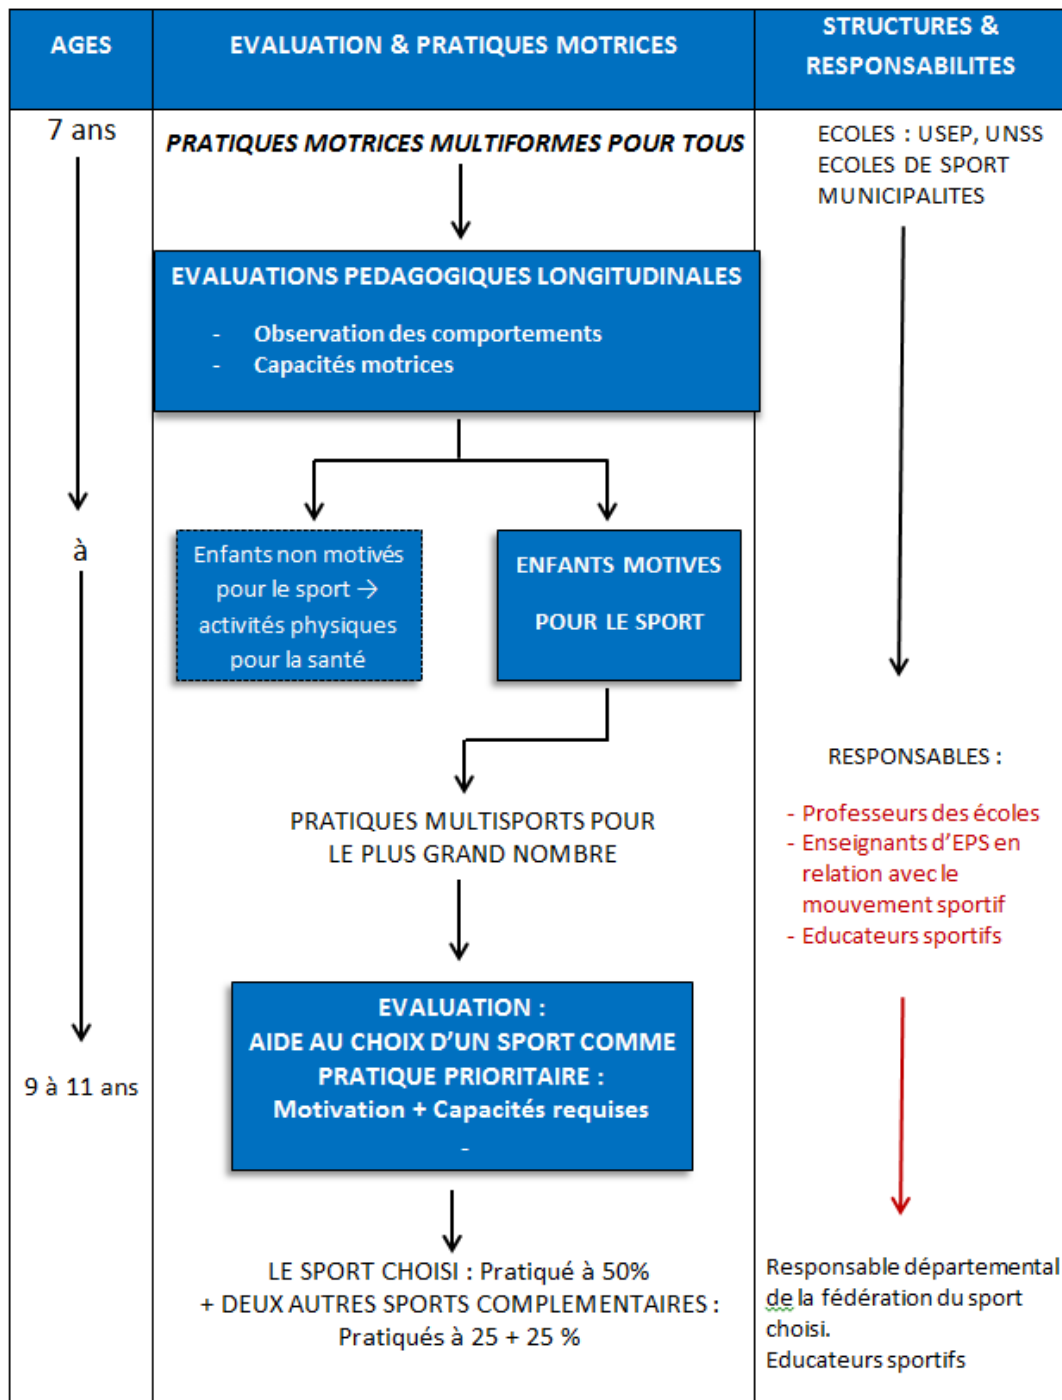 AGES
EVALUATION & PRATIQUES MOTRICES
STRUCTURES &
RESPONSABILITES
7 ans
à
9 à 11 ans
PRATIQUES MOTRICES MULTIFORMES POUR TOUS
EVALUATIONS PEDAGOGIQUES LONGITUDINALES
- Observation des comportements
- Capacités motrices
Enfants non motivés
pour le sport →
activités physiques
pour la santé
ENFANTS MOTIVES
POUR LE SPORT
PRATIQUES MULTISPORTS POUR
LE PLUS GRAND NOMBRE
EVALUATION :
AIDE AU CHOIX D'UN SPORT COMME
PRATIQUE PRIORITAIRE :
Motivation + Capacités requises
-
LE SPORT CHOISI : Pratiqué à 50%
+ DEUX AUTRES SPORTS COMPLEMENTAIRES :
Pratiqués à 25 + 25 %
ECOLES : USEP, UNSS
ECOLES DE SPORT
MUNICIPALITES
RESPONSABLES :
- Professeurs des écoles
- Enseignants d'EPS en
relation avec le
mouvement sportif
- Educateurs sportifs
Responsable départemental
de la fédération du sport
choisi.
Educateurs sportifs